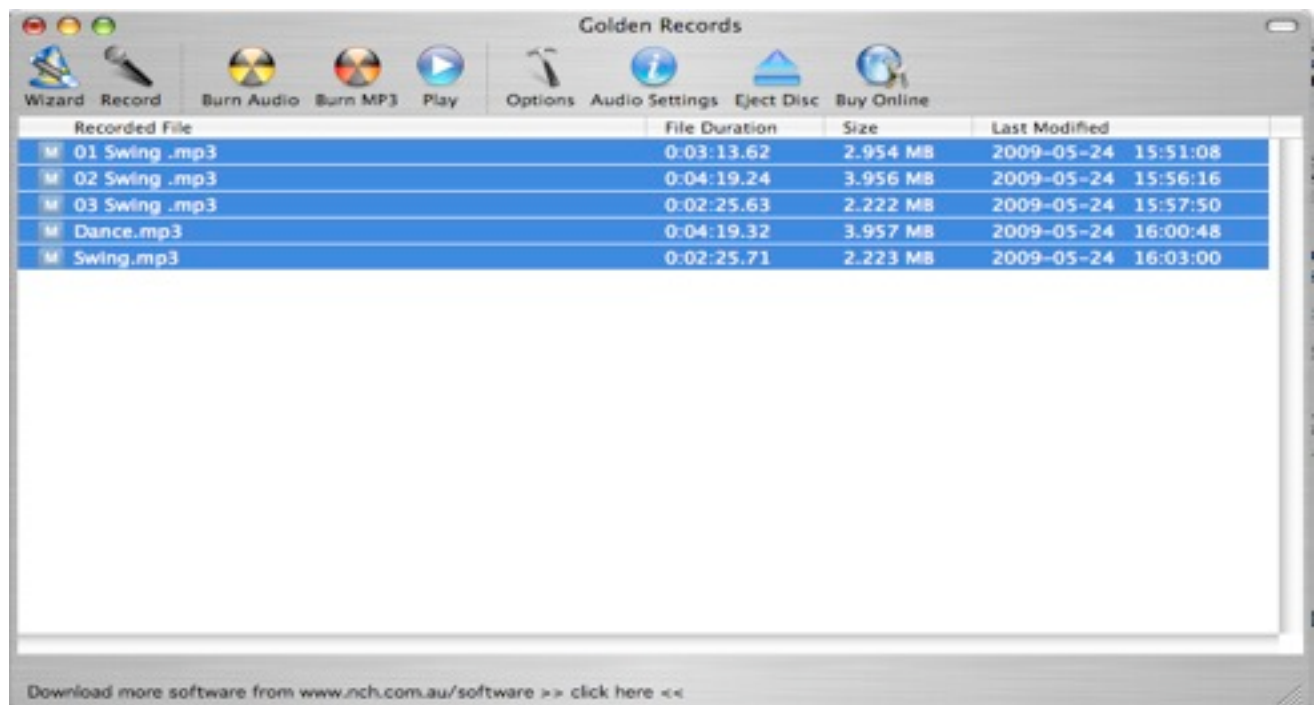 Golden Records
Wizard Record Burn Audio Burn MP3 Play Options Audio Settings Eject Disc Buy Online
Recorded File File Duration Size Last Modified
M 01 Swing .mp3 0:03:13.62 2.954 MB 2009-05-24 15:51:08
M 02 Swing .mp3 0:04:19.24 3.956 MB 2009-05-24 15:56:16
M 03 Swing .mp3 0:02:25.63 2.222 MB 2009-05-24 15:57:50
M Dance.mp3 0:04:19.32 3.957 MB 2009-05-24 16:00:48
M Swing.mp3 0:02:25.71 2.223 MB 2009-05-24 16:03:00
Download more software from www.nch.com.au/software >> click here <<